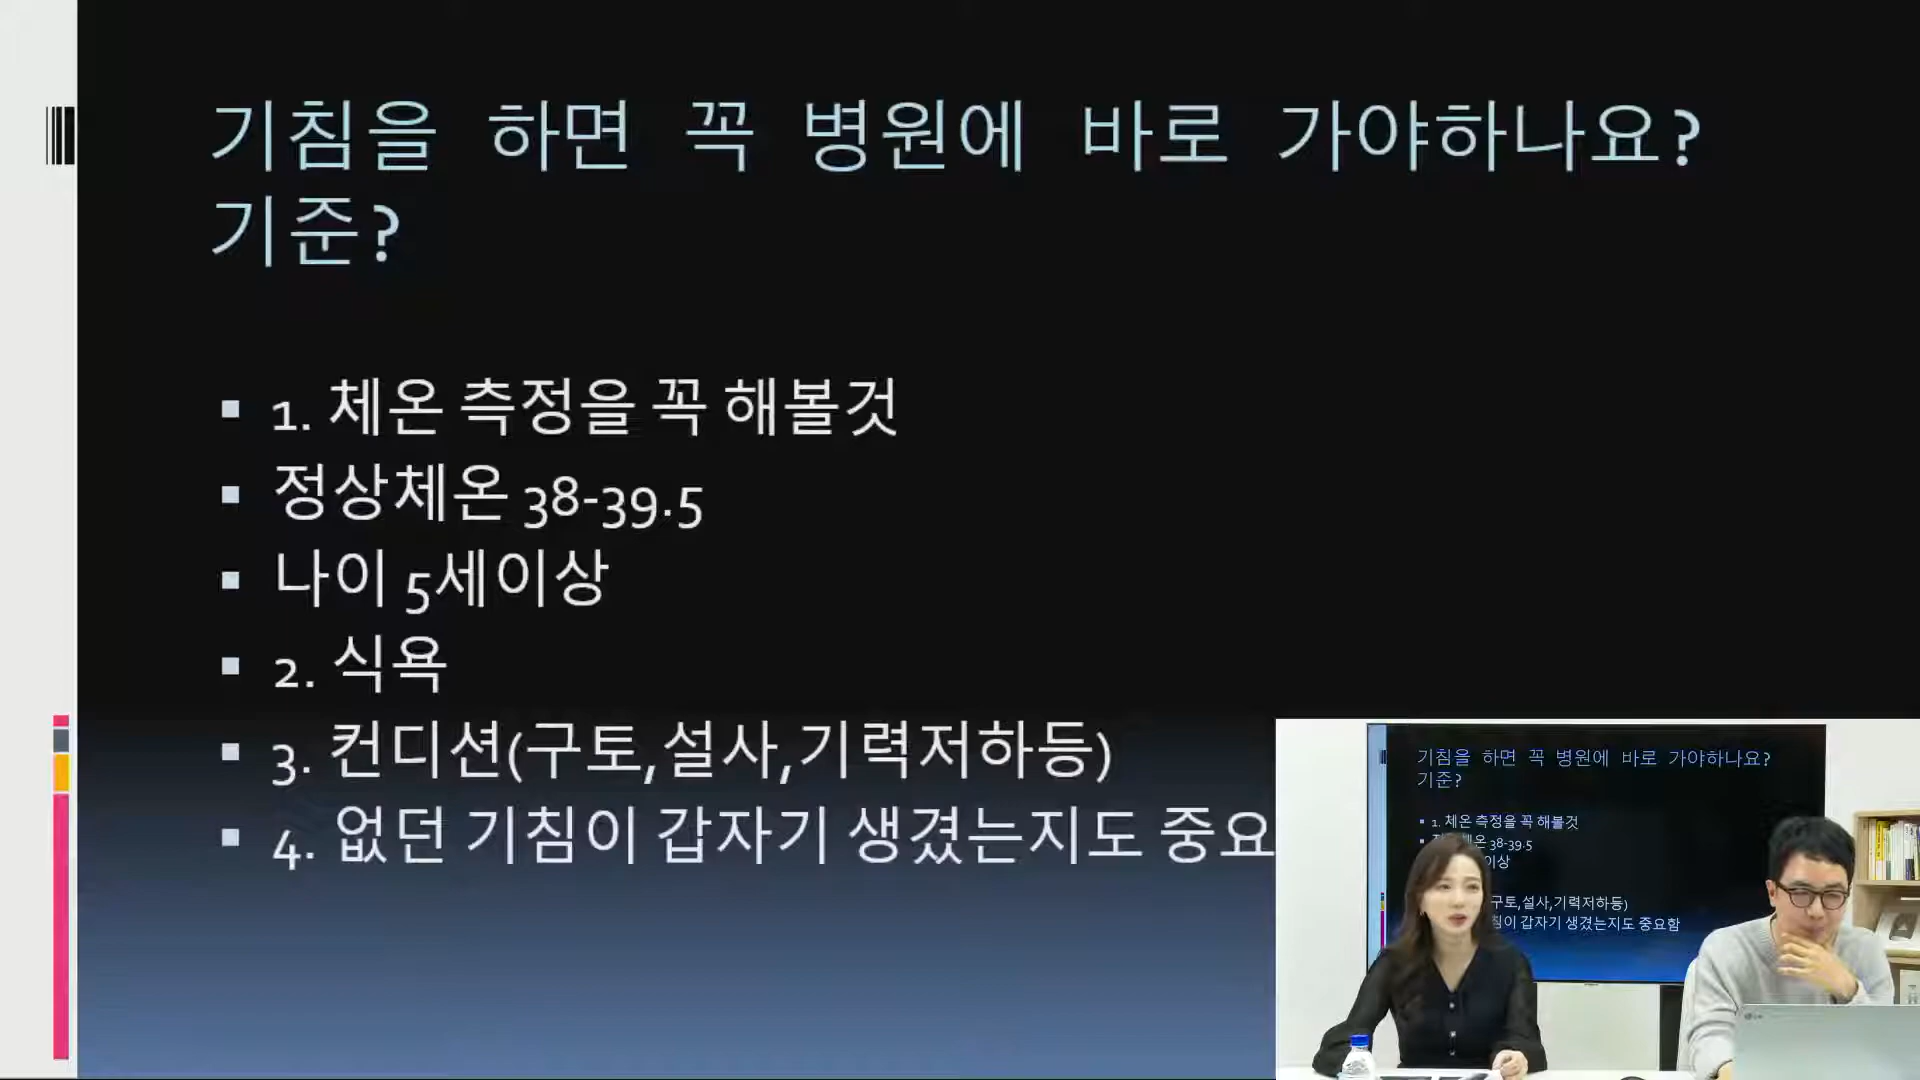 기침을 하면 꼭 병원에 바로 가야하나요?
기준?
1. 체온 측정을 꼭 해볼것
정상체온 38-39.5
나이 5세이상
2. 식욕
3. 컨디션(구토,설사,기력저하등)
4. 없던 기침이 갑자기 생겼는지도 중요
기침을 하면 꼭 병원에 바로 가야하나요?
기준?
1. 체온 측정을 꼭 해볼것
온 38-39.5
이상
구토,설사,기력저하등)
침이 갑자기 생겼는지도 중요함
LG